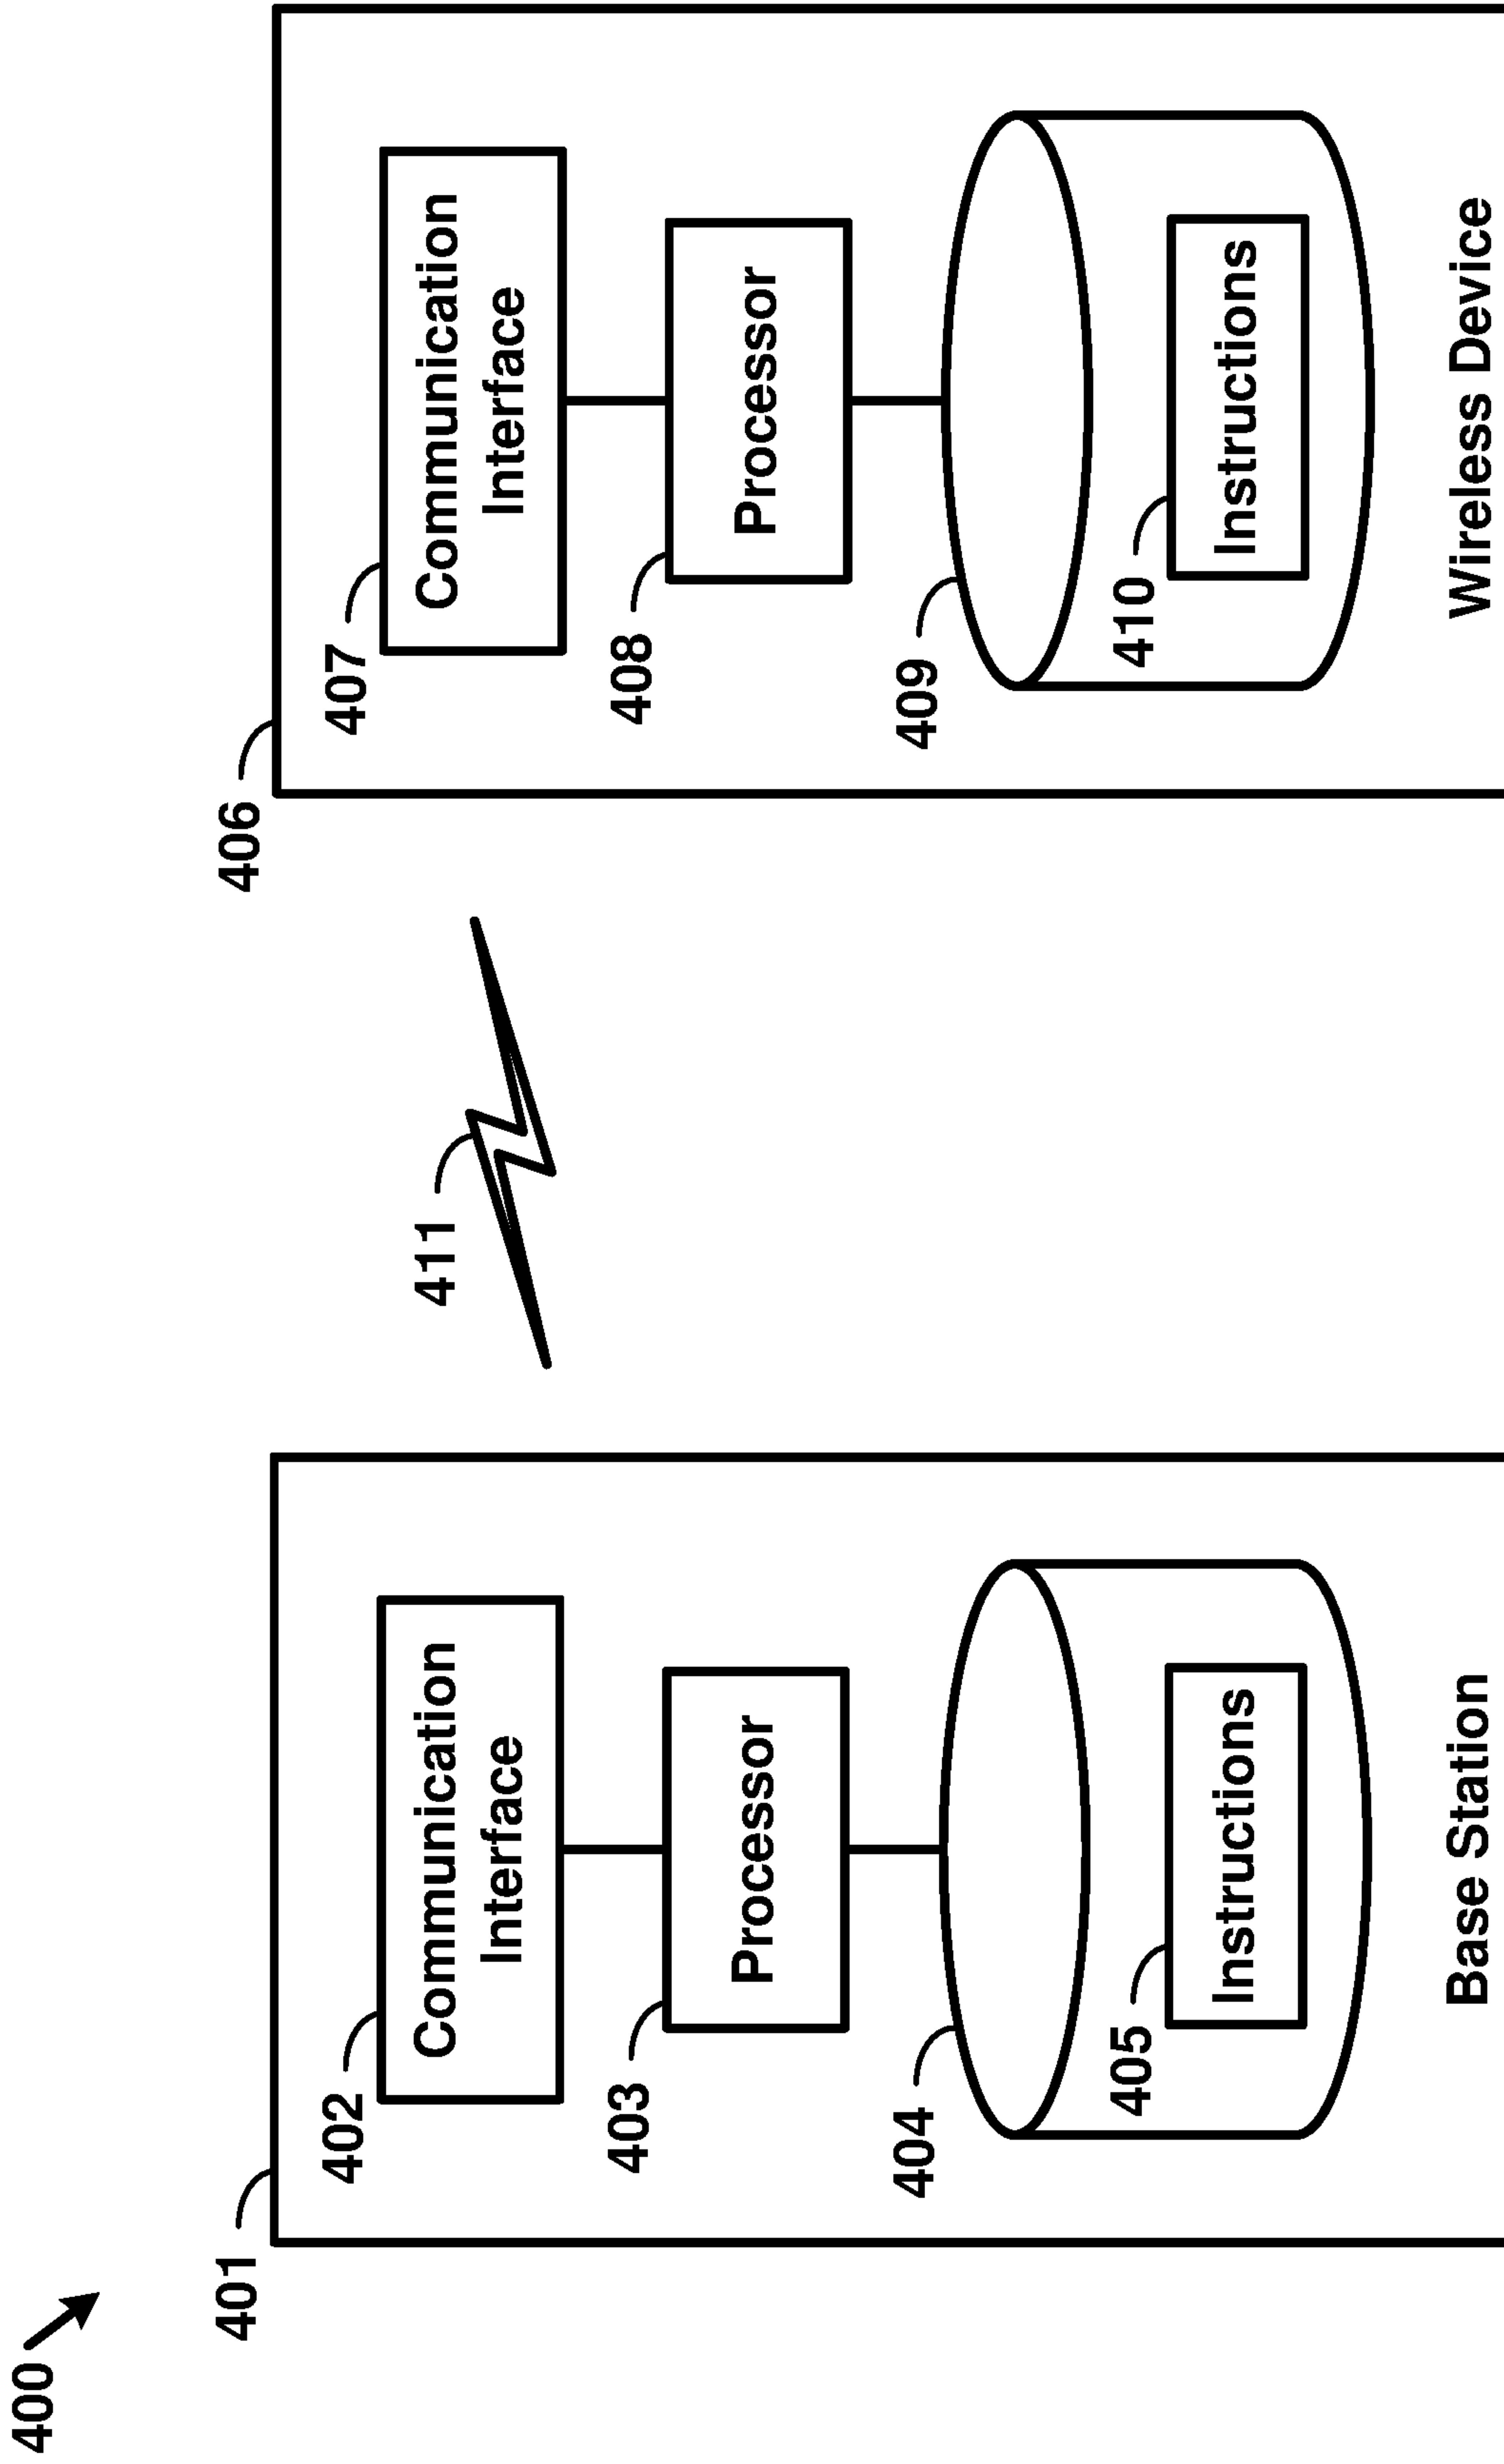 400
401
402
Communication
Interface
403
Processor
404
405
Instructions
Base Station
411
406
407
Communication
Interface
408
Processor
409
410
Instructions
Wireless Device